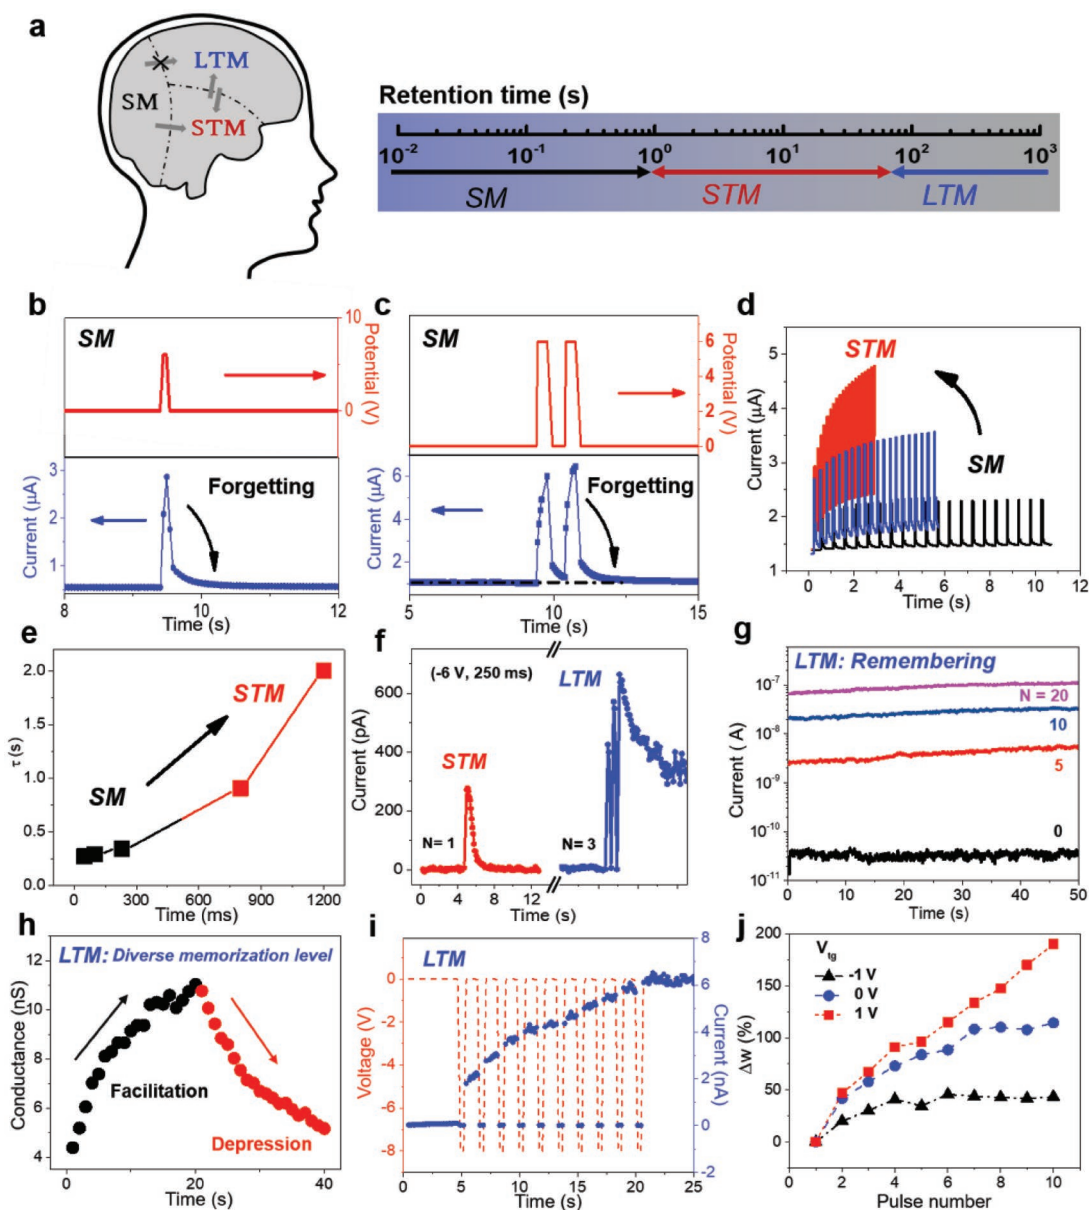 a
LTM
SM
STM
Retention time (s)
10-2 10-1 100 101 102 103
SM STM LTM
b
SM
10
0
Potential (V)
3
2
1
Current (μA)
Forgetting
8 10 12
Time (s)
c
SM
6
4
2
0
Potential (V)
6
4
2
Current (μA)
Forgetting
5 10 15
Time (s)
d
STM
SM
5
4
3
2
1
Current (μA)
0 2 4 6 8 10 12
Time (s)
e
STM
SM
2.0
1.5
1.0
0.5
0.0
τ (s)
0 300 600 900 1200
Time (ms)
f
(-6 V, 250 ms)
LTM
STM
N= 1
N= 3
600
400
200
0
Current (pA)
0 4 8 12
Time (s)
g
LTM: Remembering
N = 20
10
5
0
10-7
10-8
10-9
10-10
10-11
Current ( A)
0 10 20 30 40 50
Time (s)
h
LTM: Diverse memorization level
12
10
8
6
4
Conductance (nS)
Facilitation
Depression
0 20 40
Time (s)
i
LTM
0
-2
-4
-6
-8
Voltage (V)
8
6
4
2
0
-2
Current (nA)
0 5 10 15 20 25
Time (s)
j
Vtg
-1 V
0 V
1 V
200
150
100
50
0
Δw (%)
0 2 4 6 8 10
Pulse number